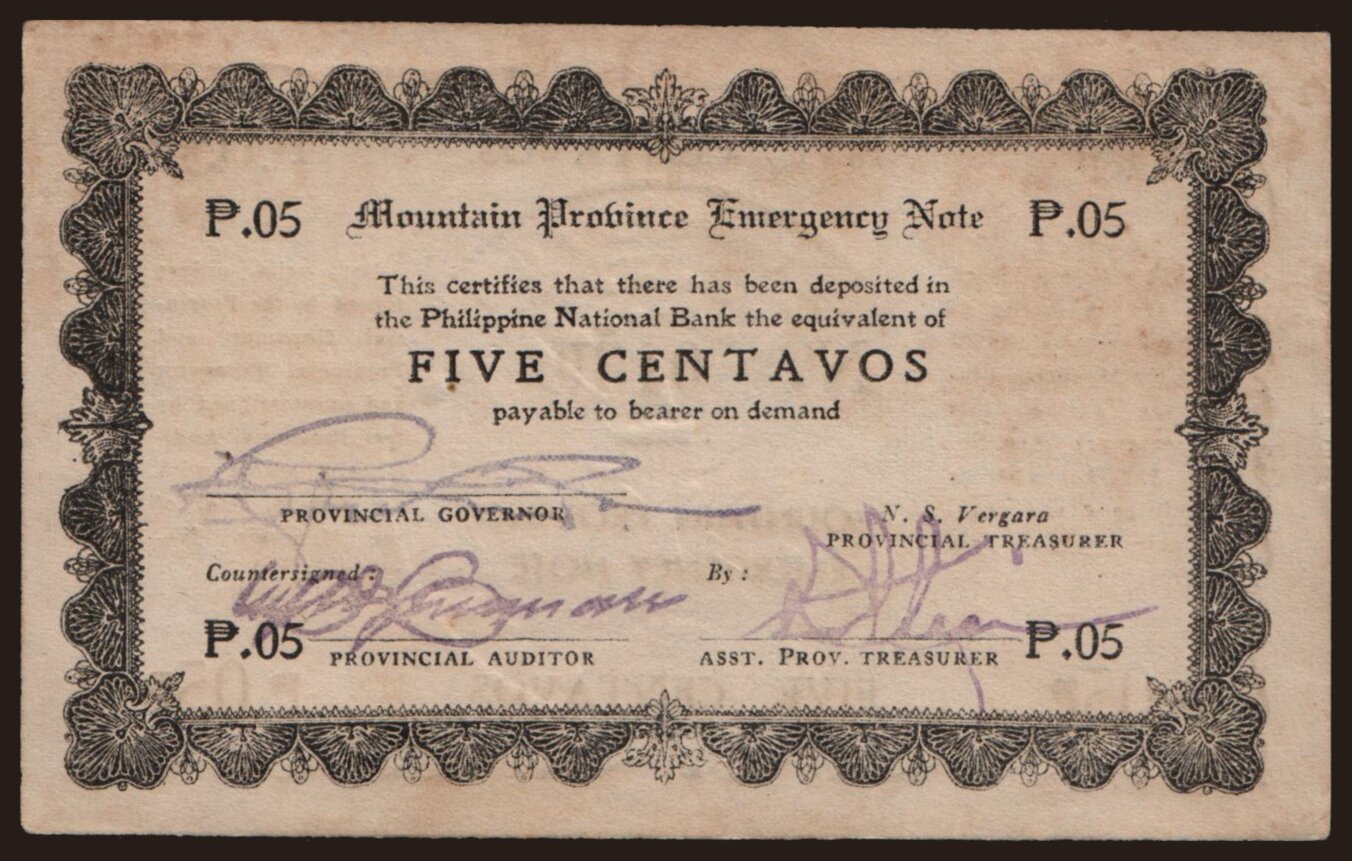 ₱.05 Mountain Province Emergency Note ₱.05
This certifies that there has been deposited in
the Philippine National Bank the equivalent of
FIVE CENTAVOS
payable to bearer on demand
PROVINCIAL GOVERNOR
N. S. Vergara
PROVINCIAL TREASURER
Countersigned:
By:
₱.05
PROVINCIAL AUDITOR
ASST. PROV. TREASURER
₱.05